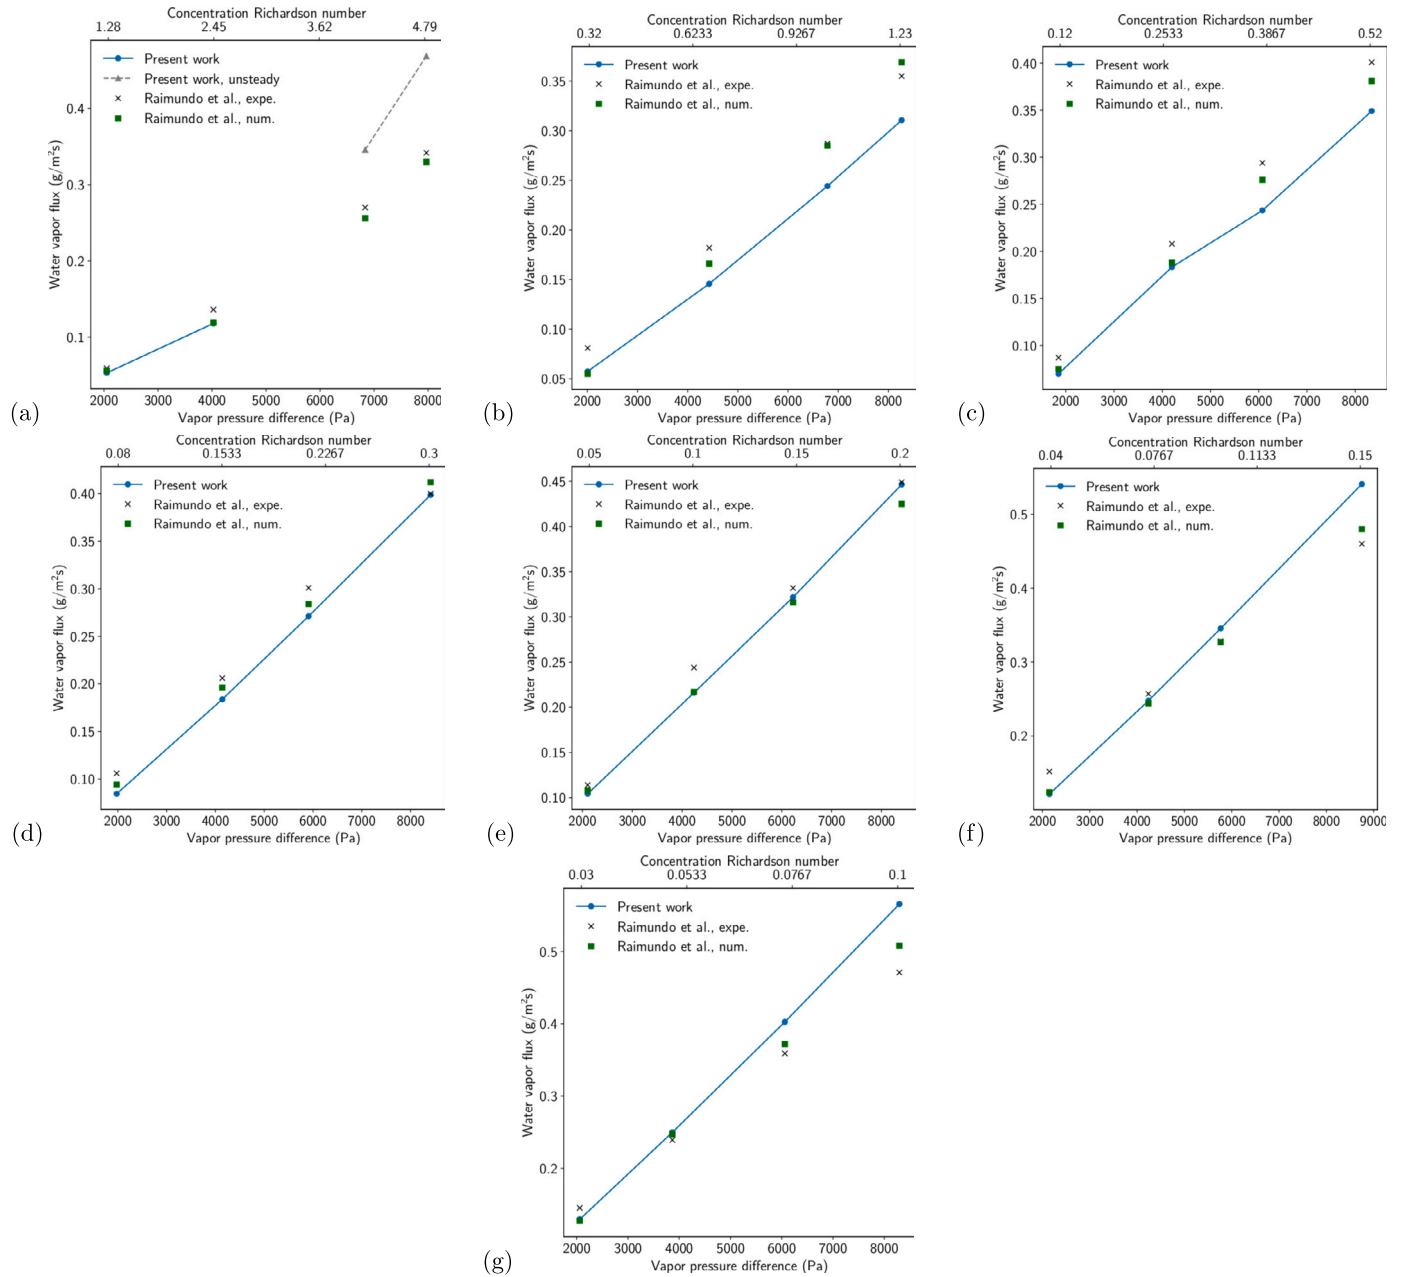 Concentration Richardson number
1.28 2.45 3.62 4.79
Present work
Present work, unsteady
Raimundo et al., expe.
Raimundo et al., num.
Water vapor flux (g/m²s)
0.4
0.3
0.2
0.1
2000 3000 4000 5000 6000 7000 8000
Vapor pressure difference (Pa)
(a)
Concentration Richardson number
0.32 0.6233 0.9267 1.23
Present work
Raimundo et al., expe.
Raimundo et al., num.
Water vapor flux (g/m²s)
0.35
0.30
0.25
0.20
0.15
0.10
0.05
2000 3000 4000 5000 6000 7000 8000
Vapor pressure difference (Pa)
(b)
Concentration Richardson number
0.12 0.2533 0.3867 0.52
Present work
Raimundo et al., expe.
Raimundo et al., num.
Water vapor flux (g/m²s)
0.40
0.35
0.30
0.25
0.20
0.15
0.10
2000 3000 4000 5000 6000 7000 8000
Vapor pressure difference (Pa)
(c)
Concentration Richardson number
0.08 0.1533 0.2267 0.3
Present work
Raimundo et al., expe.
Raimundo et al., num.
Water vapor flux (g/m²s)
0.40
0.35
0.30
0.25
0.20
0.15
0.10
2000 3000 4000 5000 6000 7000 8000
Vapor pressure difference (Pa)
(d)
Concentration Richardson number
0.05 0.1 0.15 0.2
Present work
Raimundo et al., expe.
Raimundo et al., num.
Water vapor flux (g/m²s)
0.45
0.40
0.35
0.30
0.25
0.20
0.15
0.10
2000 3000 4000 5000 6000 7000 8000
Vapor pressure difference (Pa)
(e)
Concentration Richardson number
0.04 0.0767 0.1133 0.15
Present work
Raimundo et al., expe.
Raimundo et al., num.
Water vapor flux (g/m²s)
0.5
0.4
0.3
0.2
2000 3000 4000 5000 6000 7000 8000 9000
Vapor pressure difference (Pa)
(f)
Concentration Richardson number
0.03 0.0533 0.0767 0.1
Present work
Raimundo et al., expe.
Raimundo et al., num.
Water vapor flux (g/m²s)
0.5
0.4
0.3
0.2
2000 3000 4000 5000 6000 7000 8000
Vapor pressure difference (Pa)
(g)